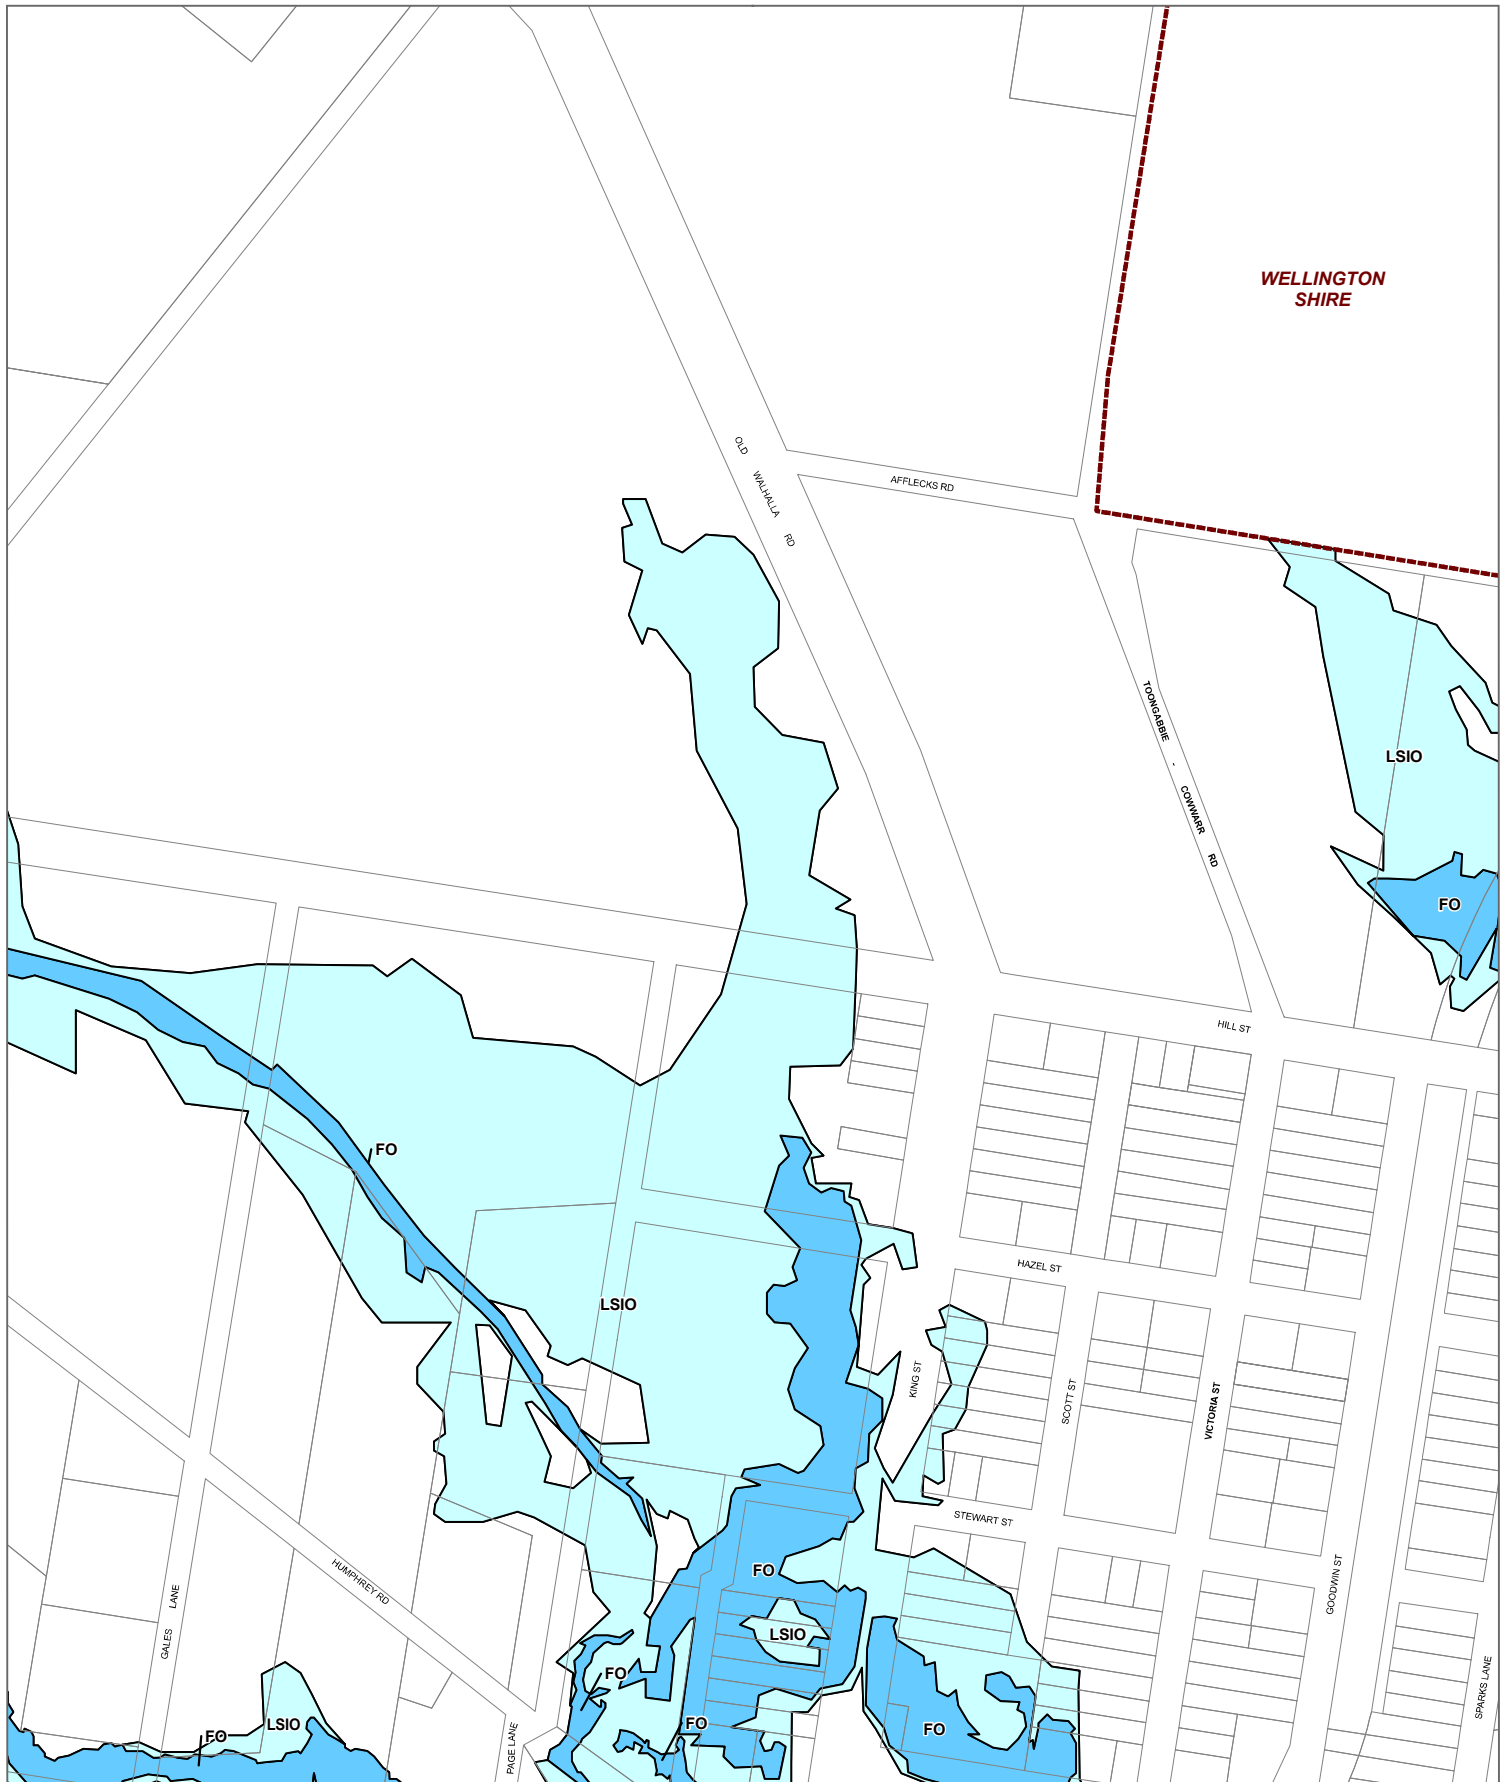 WELLINGTON
SHIRE
OLD WALHALLA RD
AFFLECKS RD
TOONGABBIE - COWWARR RD
LSIO
FO
HILL ST
FO
HAZEL ST
LSIO
KING ST
SCOTT ST
VICTORIA ST
STEWART ST
FO
GOODWIN ST
HUMPHREY RD
GALES LANE
LSIO
FO
SPARKS LANE
FO
LSIO
FO
FO
PAGE LANE